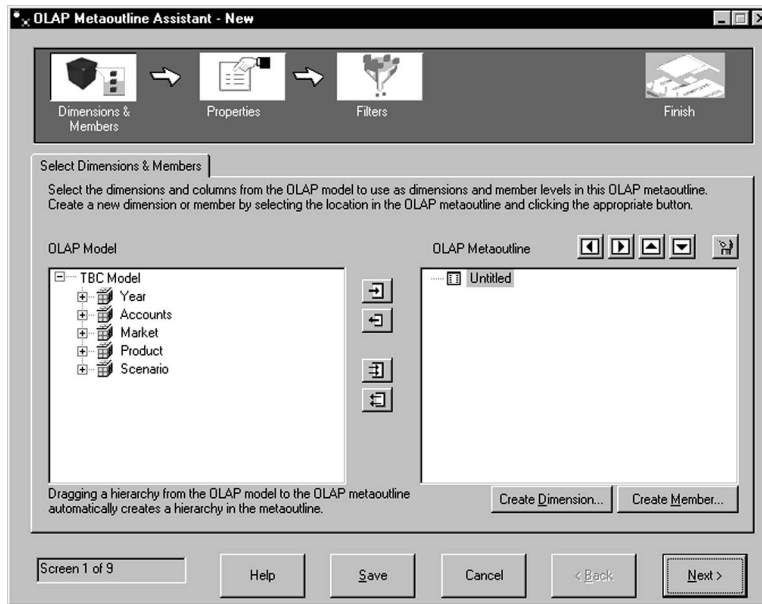 OLAP Metaoutline Assistant - New
Dimensions &
Members
Properties
Filters
Finish
Select Dimensions & Members
Select the dimensions and columns from the OLAP model to use as dimensions and member levels in this OLAP metaoutline.
Create a new dimension or member by selecting the location in the OLAP metaoutline and clicking the appropriate button.
OLAP Model
OLAP Metaoutline
TBC Model
Year
Accounts
Market
Product
Scenario
Untitled
Dragging a hierarchy from the OLAP model to the OLAP metaoutline
automatically creates a hierarchy in the metaoutline.
Create Dimension...
Create Member...
Screen 1 of 9
Help
Save
Cancel
< Back
Next >